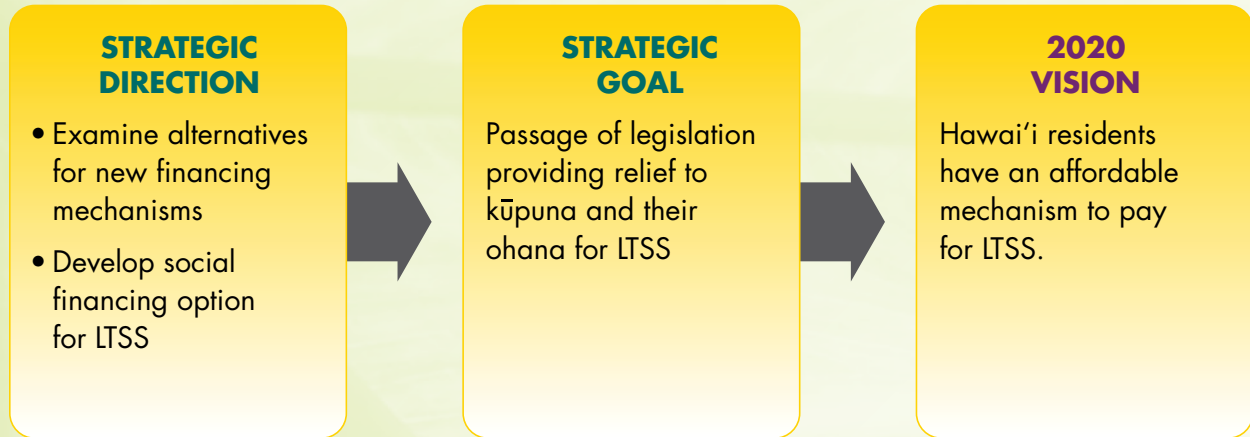 STRATEGIC
DIRECTION
• Examine alternatives
for new financing
mechanisms
• Develop social
financing option
for LTSS
STRATEGIC
GOAL
Passage of legislation
providing relief to
kūpuna and their
ohana for LTSS
2020
VISION
Hawai‘i residents
have an affordable
mechanism to pay
for LTSS.